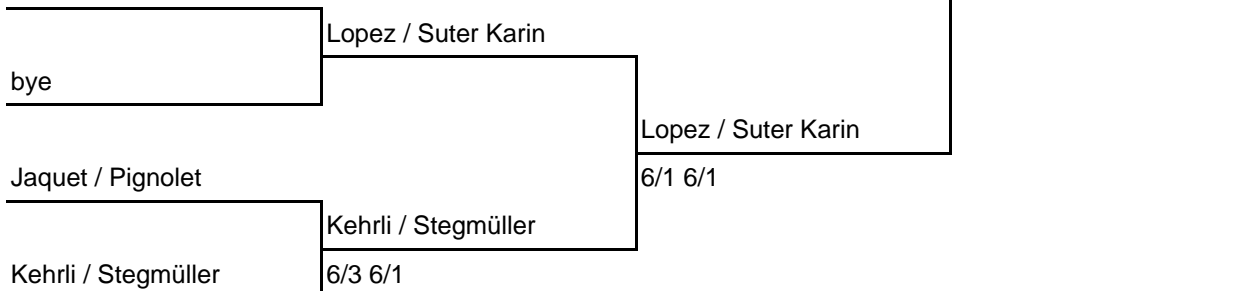 Lopez / Suter Karin
bye
Lopez / Suter Karin
Jaquet / Pignolet
6/1 6/1
Kehrli / Stegmüller
Kehrli / Stegmüller
6/3 6/1